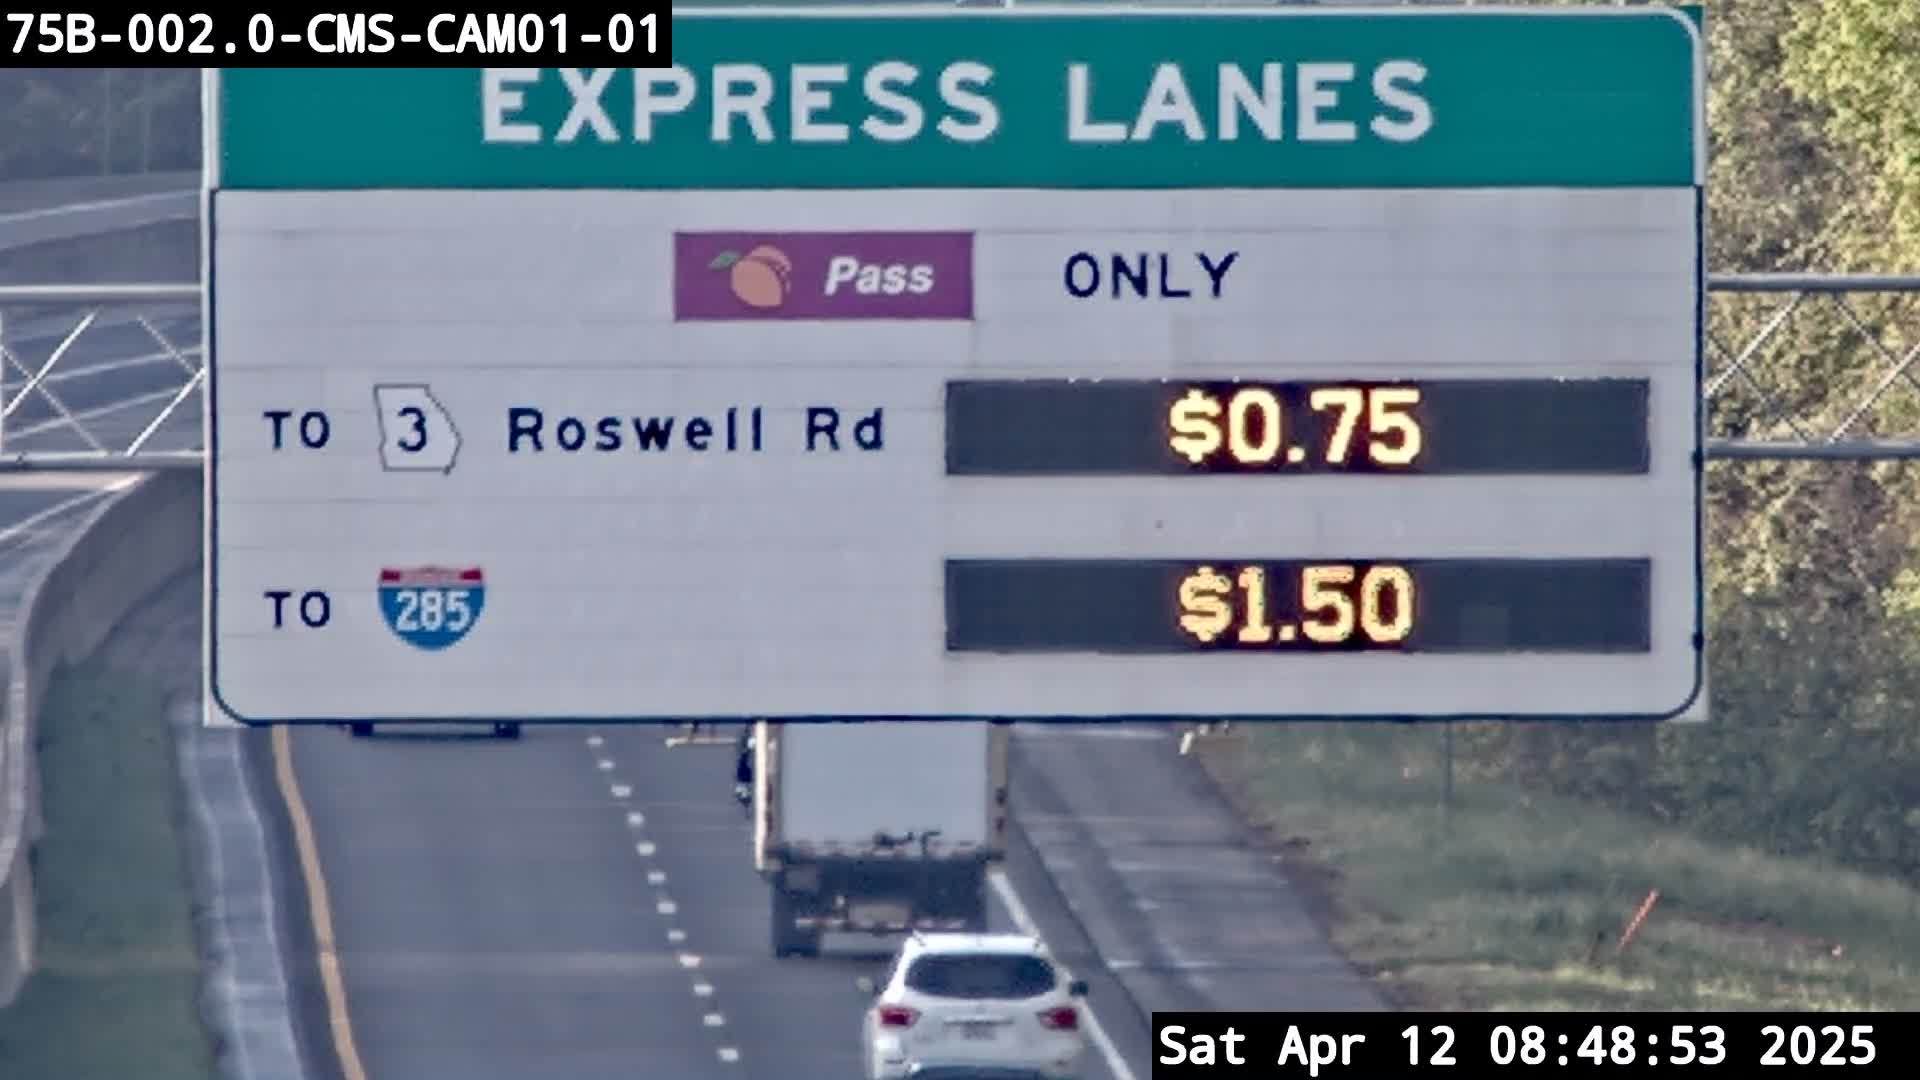 75B-002.0-CMS-CAM01-01
EXPRESS LANES
Pass ONLY
TO 3 Roswell Rd $0.75
TO 285 $1.50
Sat Apr 12 08:48:53 2025